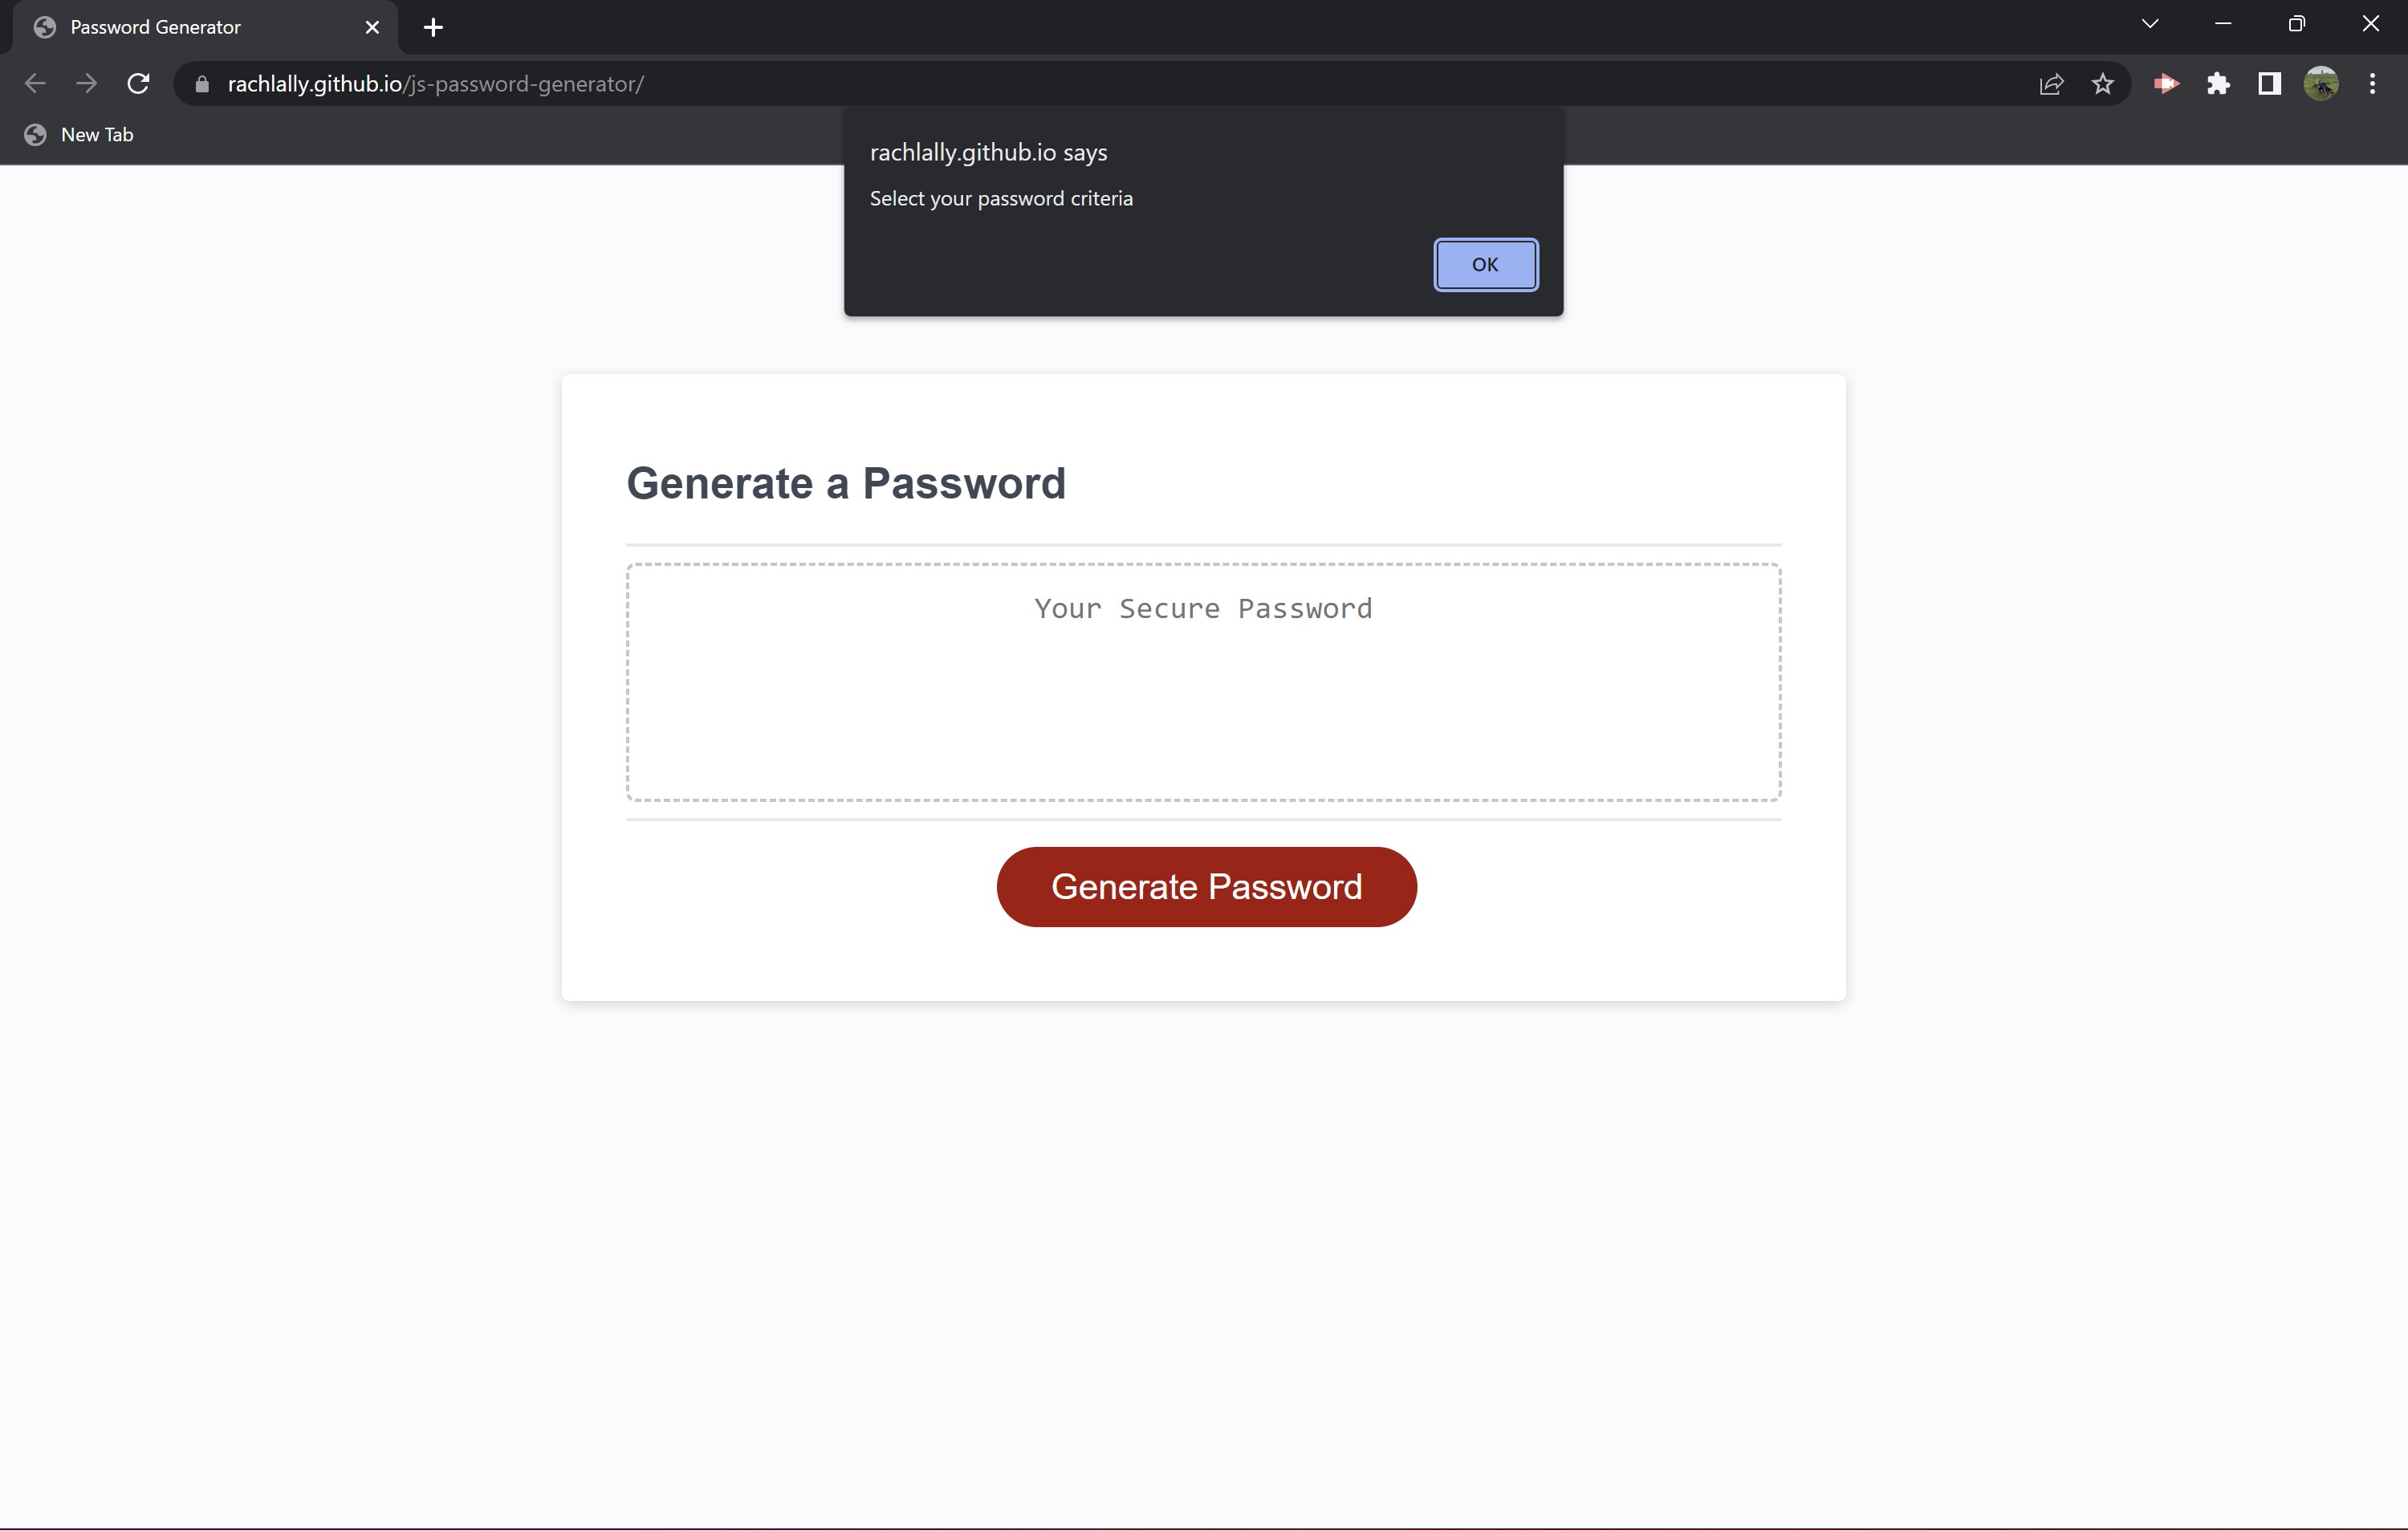 Password Generator
rachlally.github.io/js-password-generator/
New Tab
rachlally.github.io says
Select your password criteria
OK
Generate a Password
Your Secure Password
Generate Password